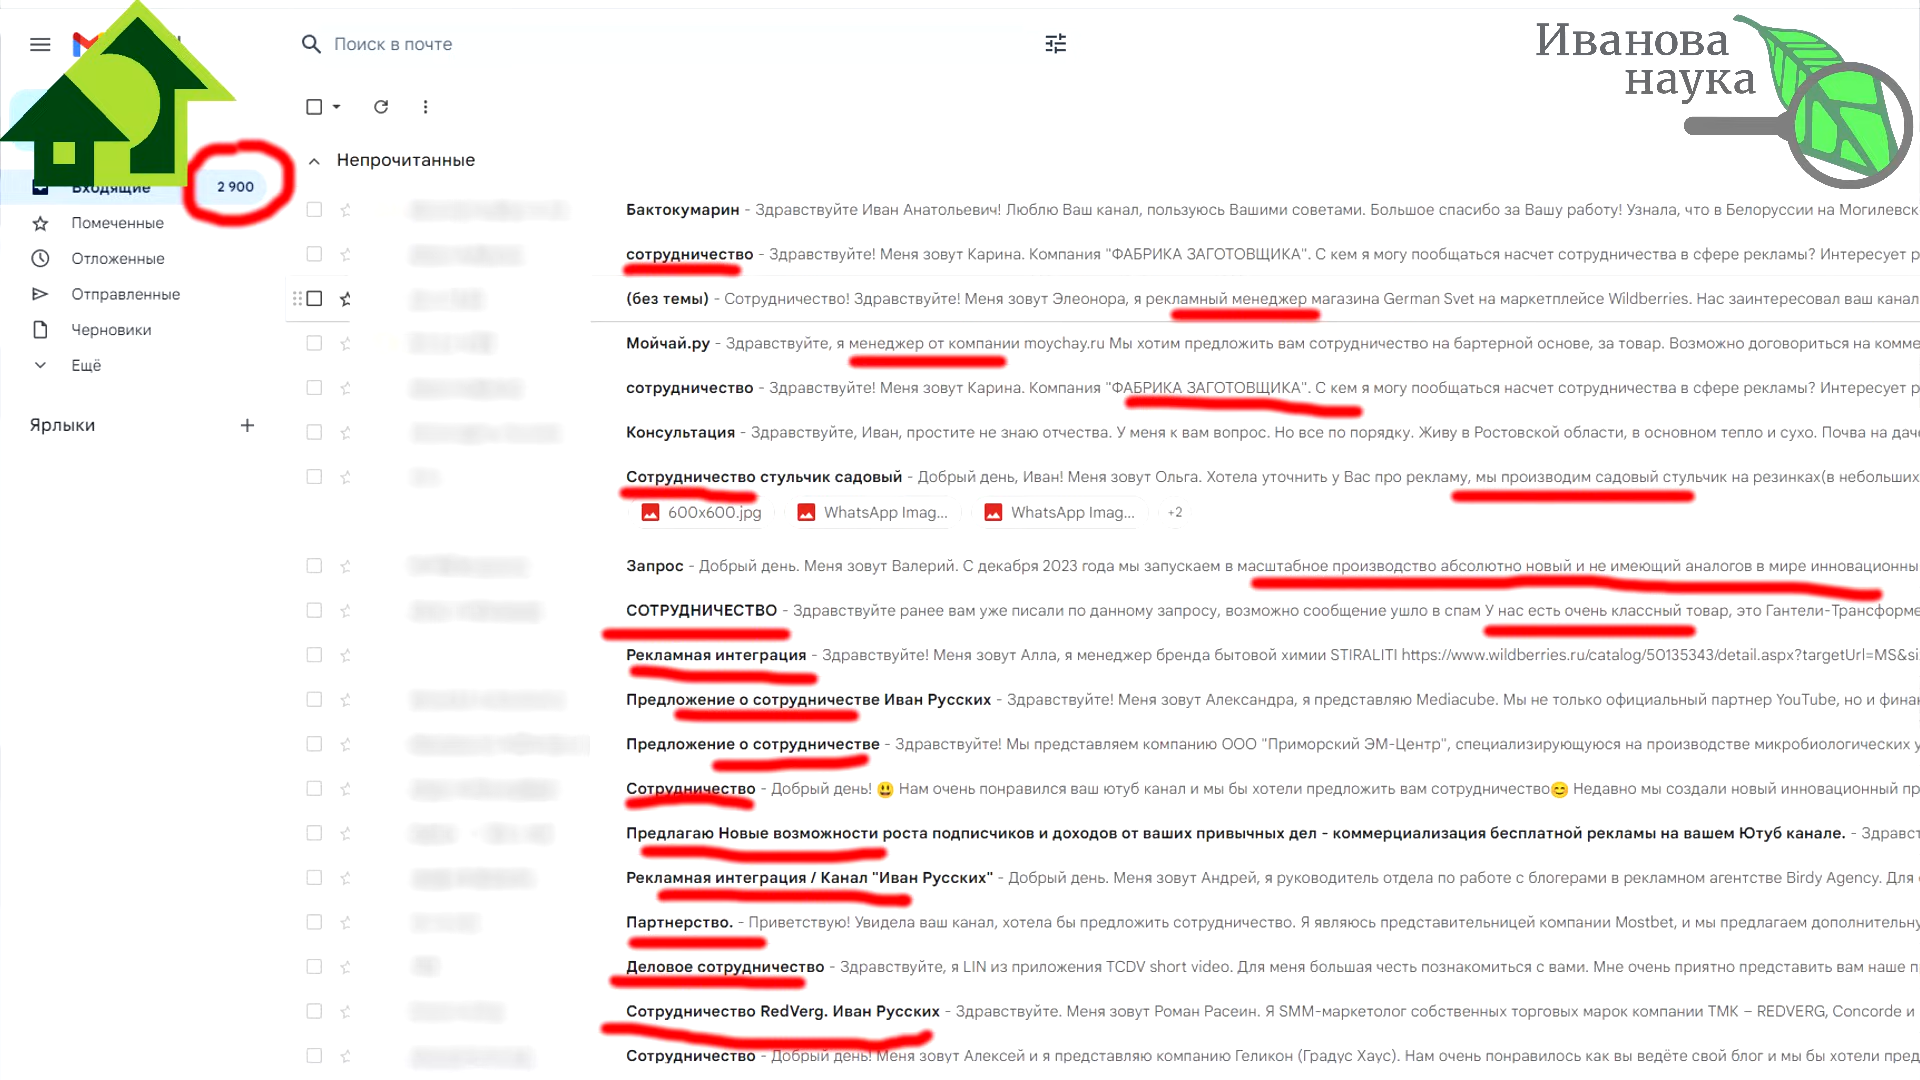 Поиск в почте
Иванова
наука
Непрочитанные
Входящие 2 900
Помеченные
Отложенные
Отправленные
Черновики
Ещё
Ярлыки
Бактокумарин - Здравствуйте Иван Анатольевич! Люблю Ваш канал, пользуюсь Вашими советами. Большое спасибо за Вашу работу! Узнала, что в Белоруссии на Могилевск
сотрудничество - Здравствуйте! Меня зовут Карина. Компания "ФАБРИКА ЗАГОТОВЩИКА". С кем я могу пообщаться насчет сотрудничества в сфере рекламы? Интересует р
(без темы) - Сотрудничество! Здравствуйте! Меня зовут Элеонора, я рекламный менеджер магазина German Svet на маркетплейсе Wildberries. Нас заинтересовал ваш канал
Мойчай.ру - Здравствуйте, я менеджер от компании moychay.ru Мы хотим предложить вам сотрудничество на бартерной основе, за товар. Возможно договориться на комме
сотрудничество - Здравствуйте! Меня зовут Карина. Компания "ФАБРИКА ЗАГОТОВЩИКА". С кем я могу пообщаться насчет сотрудничества в сфере рекламы? Интересует р
Консультация - Здравствуйте, Иван, простите не знаю отчества. У меня к вам вопрос. Но все по порядку. Живу в Ростовской области, в основном тепло и сухо. Почва на даче
Сотрудничество стульчик садовый - Добрый день, Иван! Меня зовут Ольга. Хотела уточнить у Вас про рекламу, мы производим садовый стульчик на резинках(в небольших
600x600.jpg WhatsApp Imag... WhatsApp Imag... +2
Запрос - Добрый день. Меня зовут Валерий. С декабря 2023 года мы запускаем в масштабное производство абсолютно новый и не имеющий аналогов в мире инновационны
СОТРУДНИЧЕСТВО - Здравствуйте ранее вам уже писали по данному запросу, возможно сообщение ушло в спам У нас есть очень классный товар, это Гантели-Трансформе
Рекламная интеграция - Здравствуйте! Меня зовут Алла, я менеджер бренда бытовой химии STIRALITI https://www.wildberries.ru/catalog/50135343/detail.aspx?targetUrl=MS&si
Предложение о сотрудничестве Иван Русских - Здравствуйте! Меня зовут Александра, я представляю Mediacube. Мы не только официальный партнер YouTube, но и финан
Предложение о сотрудничестве - Здравствуйте! Мы представляем компанию ООО "Приморский ЭМ-Центр", специализирующуюся на производстве микробиологических у
Сотрудничество - Добрый день! 😃 Нам очень понравился ваш ютуб канал и мы бы хотели предложить вам сотрудничество😊 Недавно мы создали новый инновационный пр
Предлагаю Новые возможности роста подписчиков и доходов от ваших привычных дел - коммерциализация бесплатной рекламы на вашем Ютуб канале. - Здравст
Рекламная интеграция / Канал "Иван Русских" - Добрый день. Меня зовут Андрей, я руководитель отдела по работе с блогерами в рекламном агентстве Birdy Agency. Для
Партнерство. - Приветствую! Увидела ваш канал, хотела бы предложить сотрудничество. Я являюсь представительницей компании Mostbet, и мы предлагаем дополнительну
Деловое сотрудничество - Здравствуйте, я LIN из приложения TCDV short video. Для меня большая честь познакомиться с вами. Мне очень приятно представить вам наше п
Сотрудничество RedVerg. Иван Русских - Здравствуйте. Меня зовут Роман Расеин. Я SMM-маркетолог собственных торговых марок компании ТМК – REDVERG, Concorde и
Сотрудничество - Добрый день! Меня зовут Алексей и я представляю компанию Геликон (Градус Хаус). Нам очень понравилось как вы ведёте свой блог и мы бы хотели пред